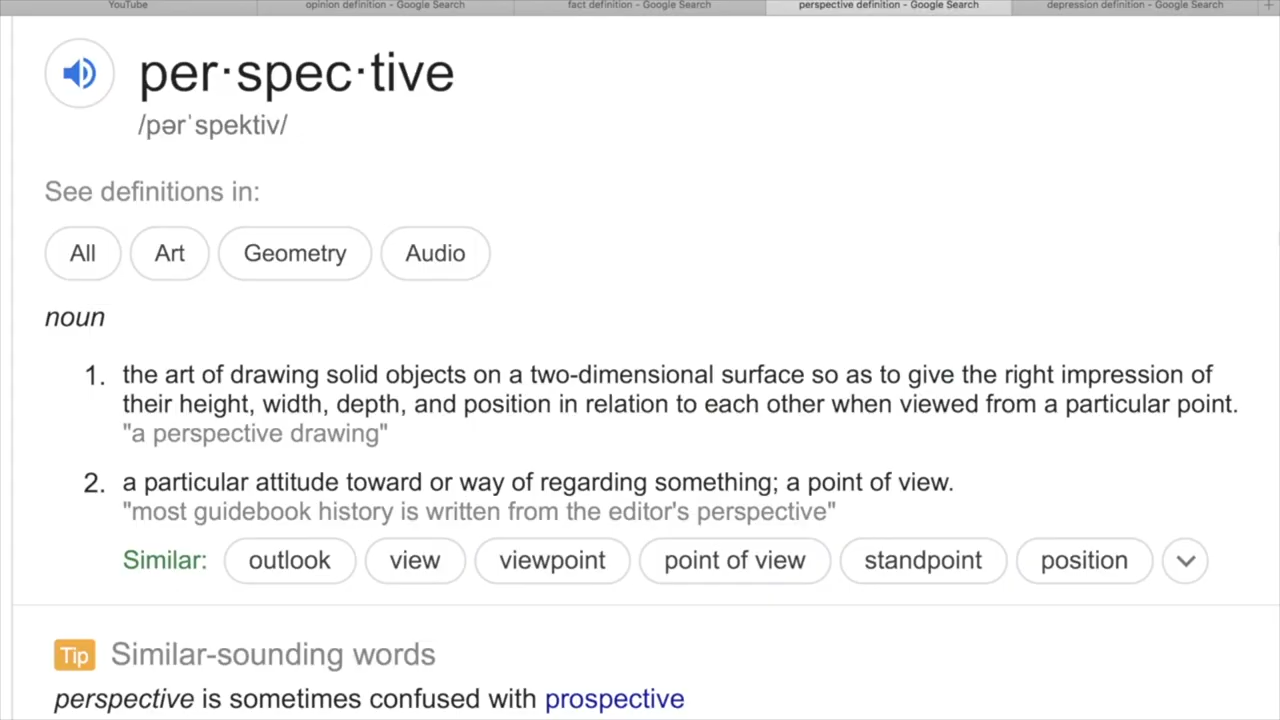 YouTube
opinion definition - Google Search
fact definition - Google Search
perspective definition - Google Search
depression definition - Google Search
+
per·spec·tive
/pərˈspektiv/
See definitions in:
All
Art
Geometry
Audio
noun
1. the art of drawing solid objects on a two-dimensional surface so as to give the right impression of
their height, width, depth, and position in relation to each other when viewed from a particular point.
"a perspective drawing"
2. a particular attitude toward or way of regarding something; a point of view.
"most guidebook history is written from the editor's perspective"
Similar:
outlook
view
viewpoint
point of view
standpoint
position
Tip Similar-sounding words
perspective is sometimes confused with prospective